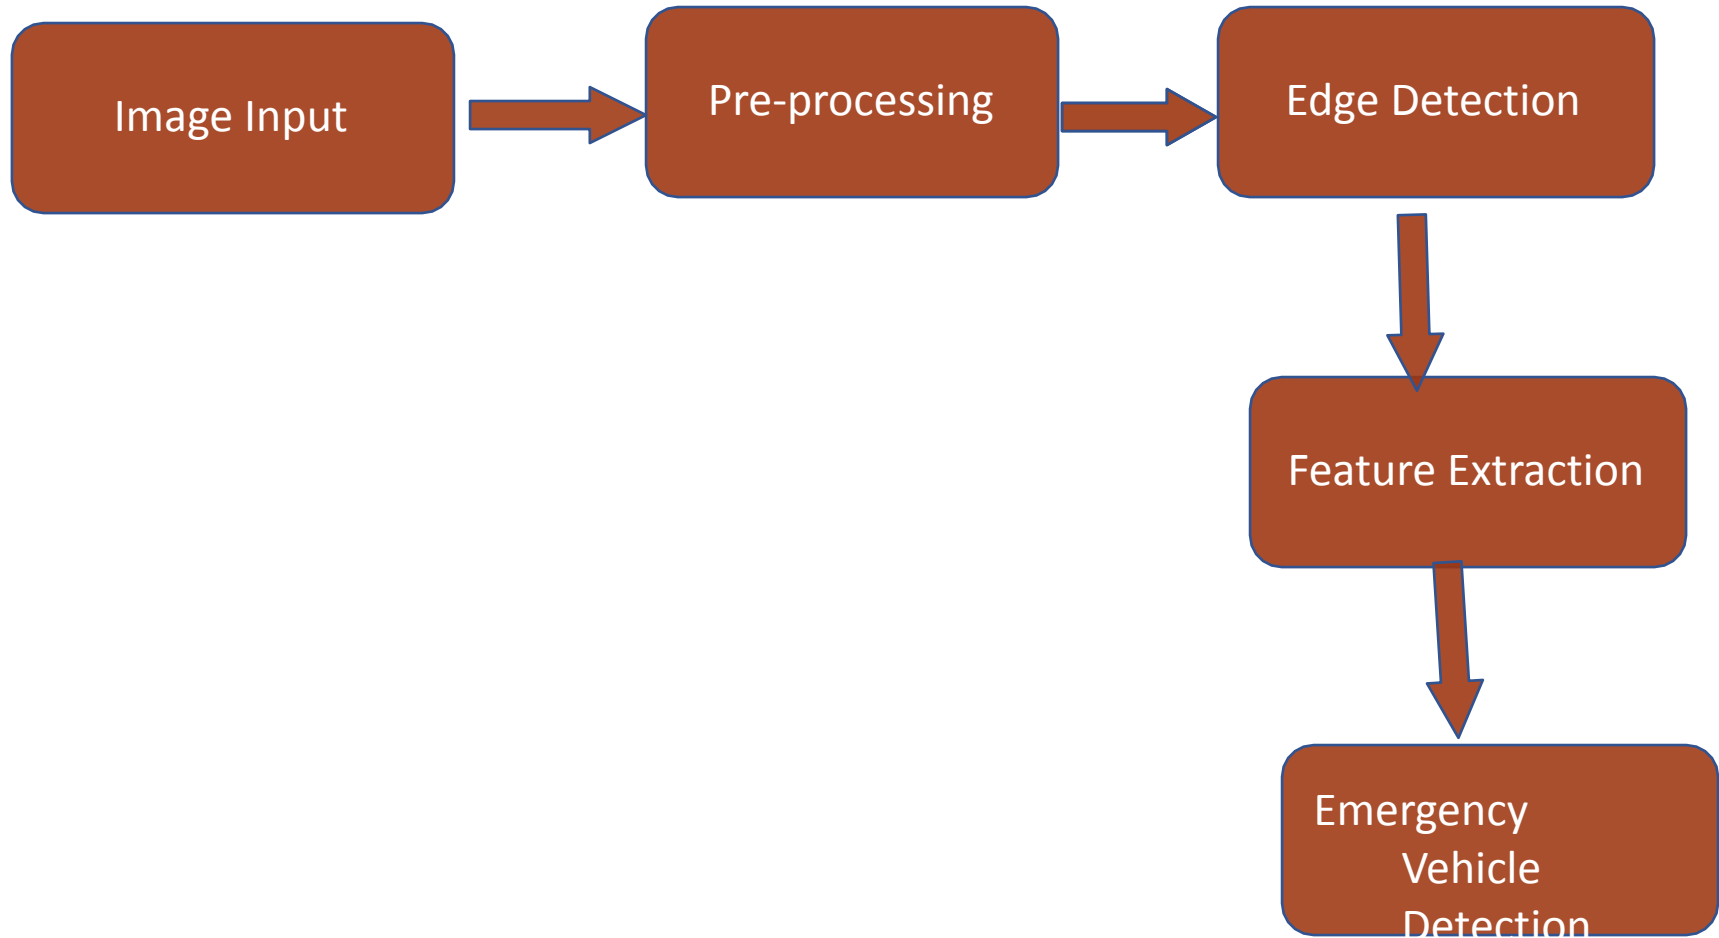 Image Input
Pre-processing
Edge Detection
Feature Extraction
Emergency
Vehicle
Detection